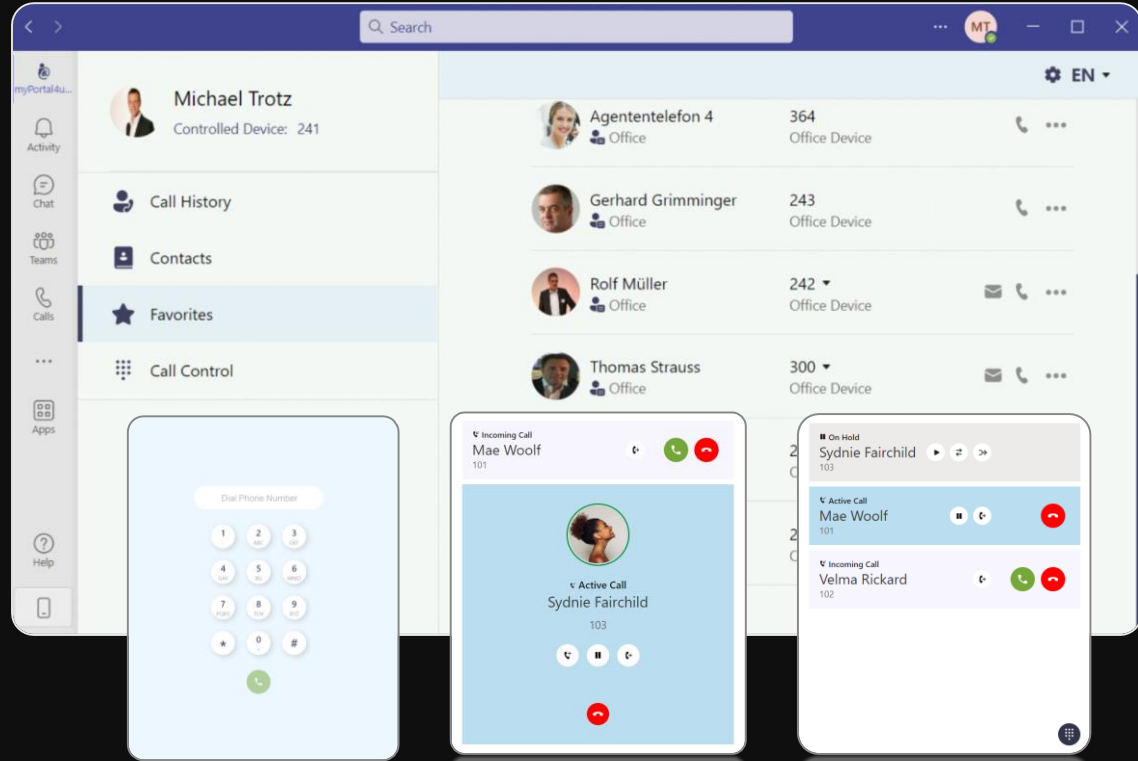 Search
MT
myPortal4u...
Activity
Chat
Teams
Calls
Apps
Help
Michael Trotz
Controlled Device: 241
Call History
Contacts
Favorites
Call Control
EN
Agententelefon 4
364
Office
Office Device
Gerhard Grimminger
243
Office
Office Device
Rolf Müller
242
Office
Office Device
Thomas Strauss
300
Office
Office Device
2
2
Dial Phone Number
1 2 3
ABC
4 5 6
7 8 9
* 0 #
Incoming Call
Mae Woolf
101
Active Call
Sydnie Fairchild
103
On Hold
Sydnie Fairchild
103
Active Call
Mae Woolf
101
Incoming Call
Velma Rickard
102